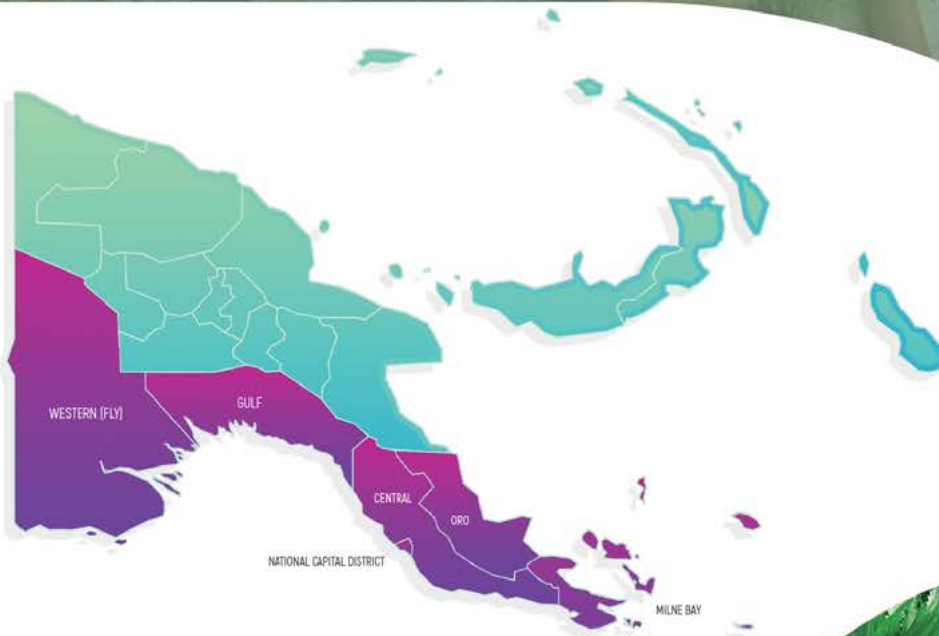 WESTERN (FLY)
GULF
CENTRAL
ORO
NATIONAL CAPITAL DISTRICT
MILNE BAY